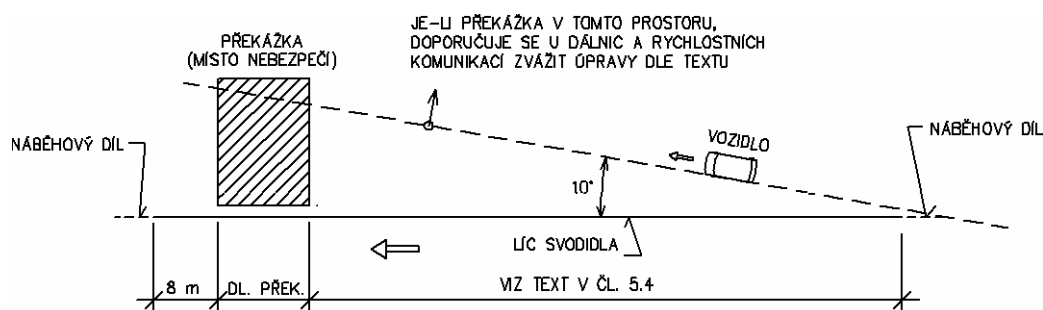 JE-LI PŘEKÁŽKA V TOMTO PROSTORU,
DOPORUČUJE SE U DÁLNIC A RYCHLOSTNÍCH
KOMUNIKACÍ ZVÁŽIT ÚPRAVY DLE TEXTU
PŘEKÁŽKA
(MÍSTO NEBEZPEČÍ)
NÁBĚHOVÝ DÍL
VOZIDLO
NÁBĚHOVÝ DÍL
10°
LÍC SVODIDLA
8 m
DL. PŘEK.
VIZ TEXT V ČL. 5.4